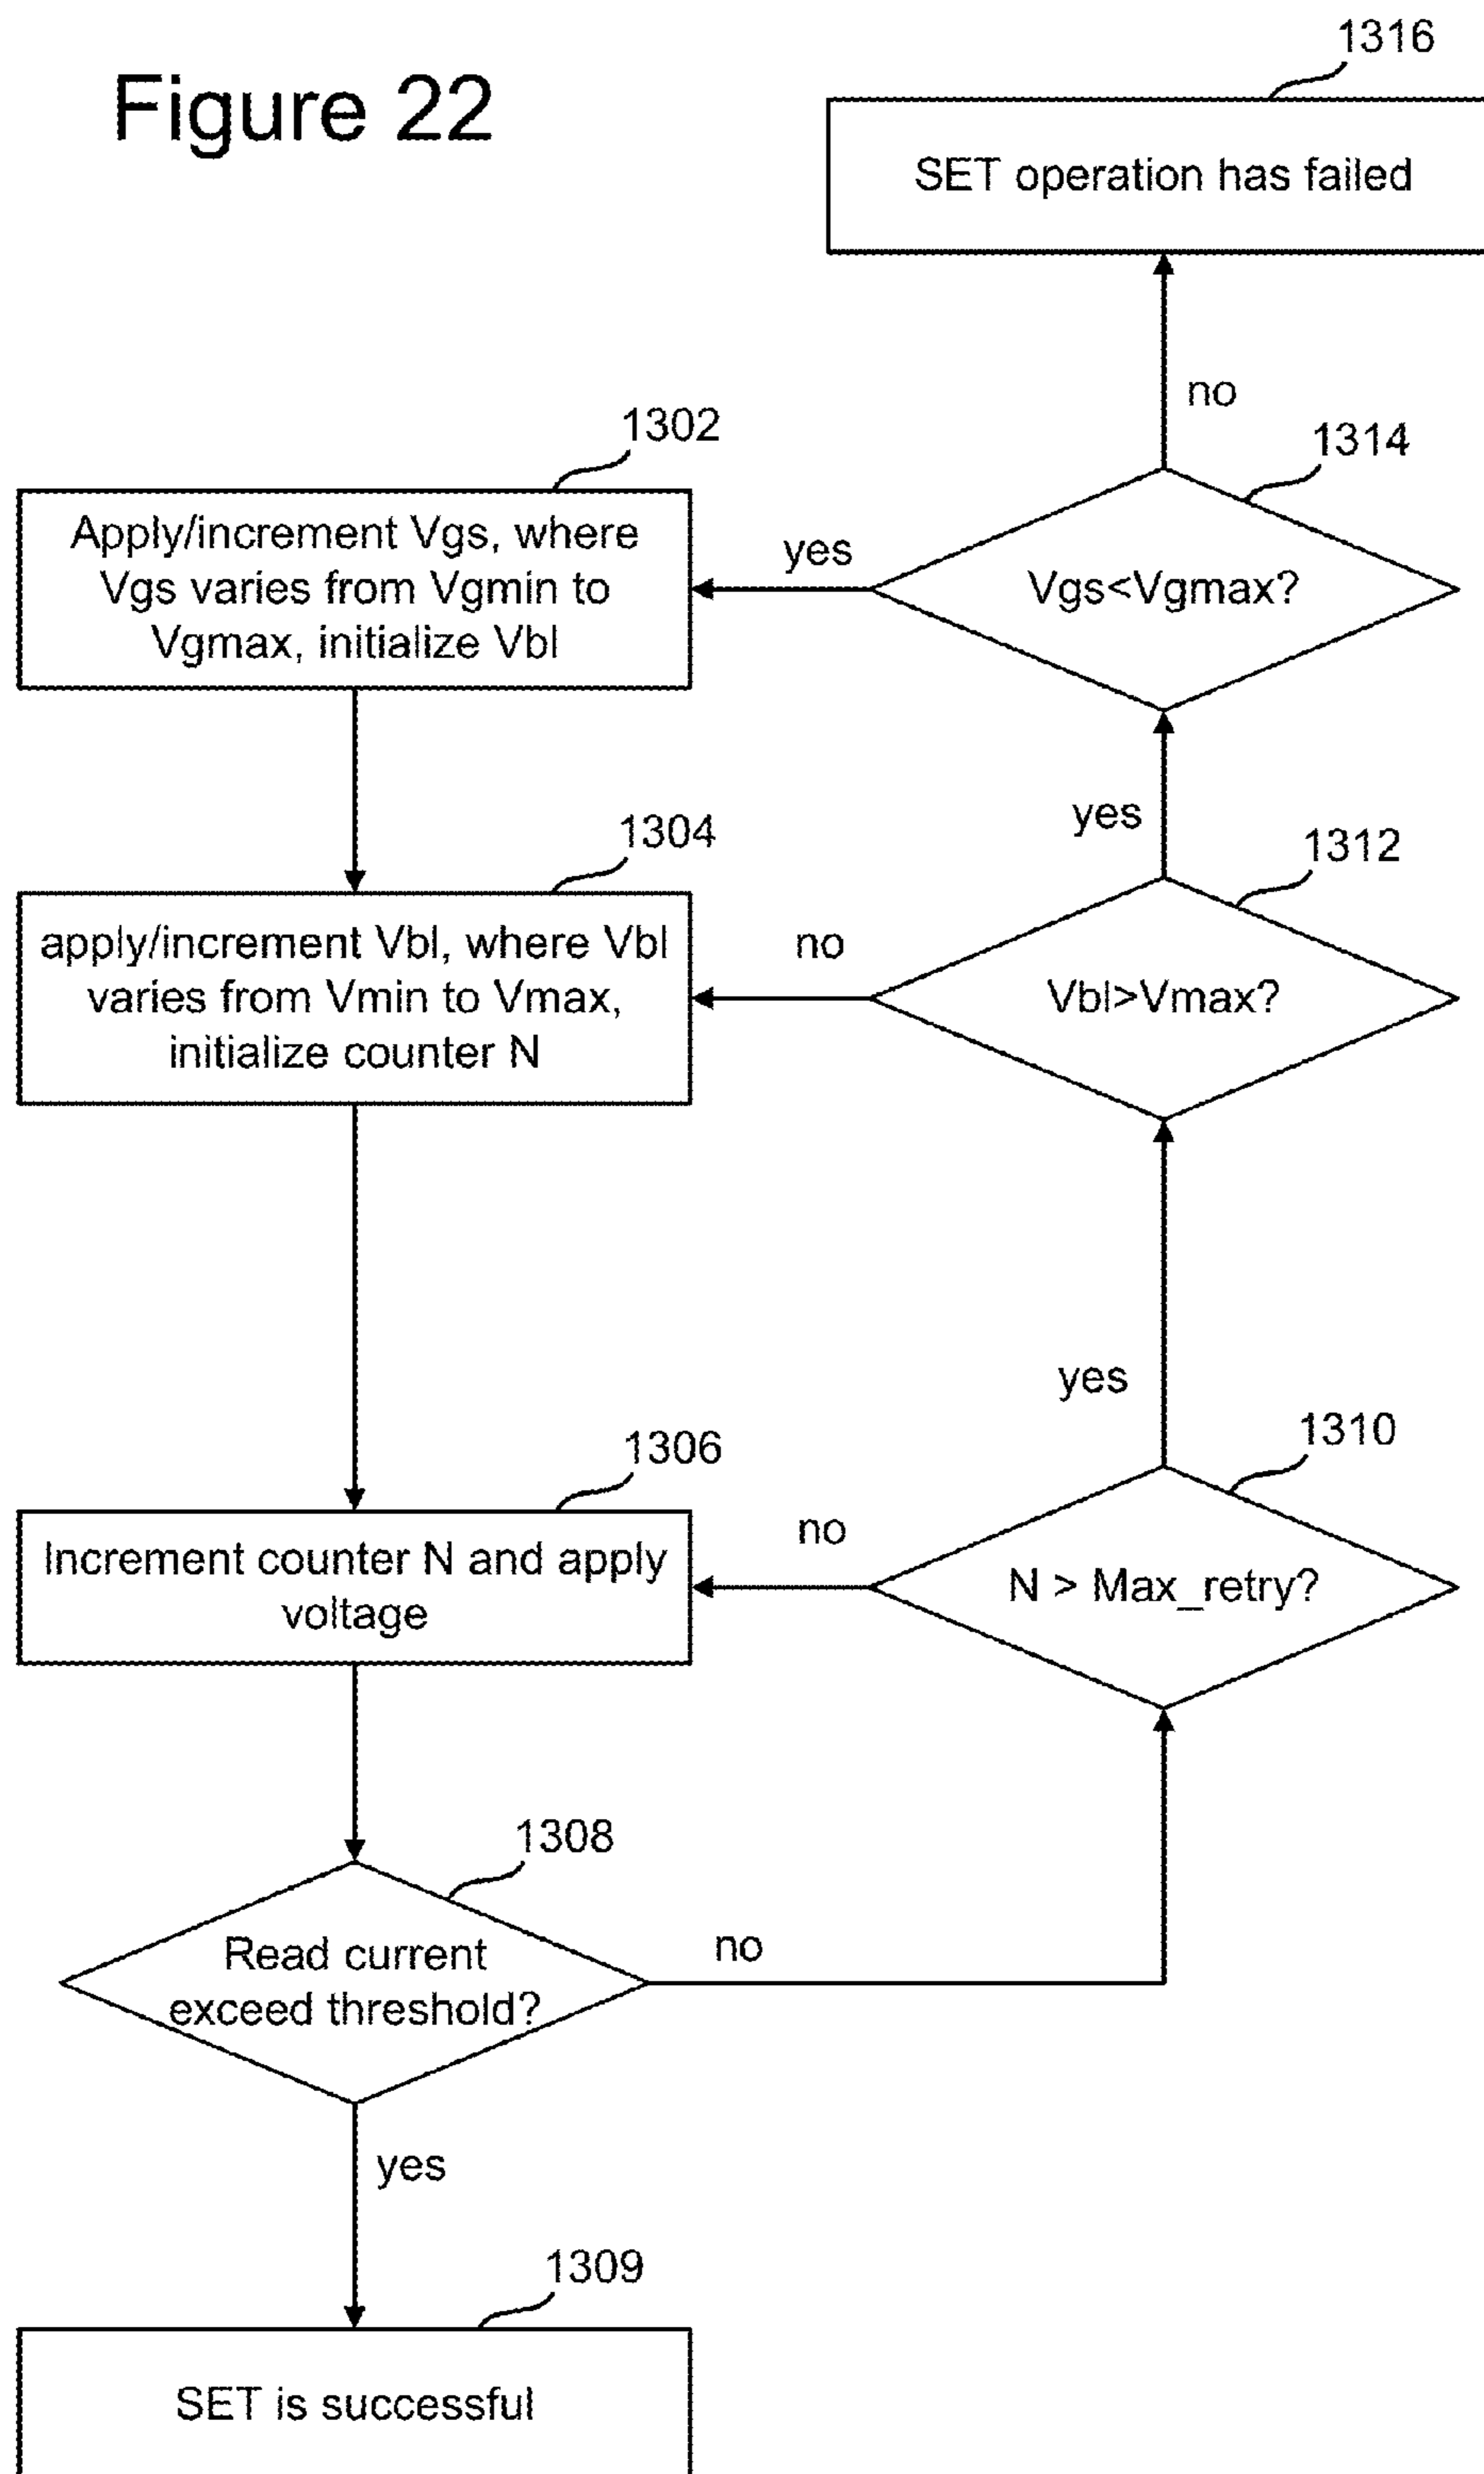 Figure 22
1316
SET operation has failed
no
1302
1314
Apply/increment Vgs, where
Vgs varies from Vgmin to
Vgmax, initialize Vbl
yes
Vgs<Vgmax?
yes
1304
1312
apply/increment Vbl, where Vbl
varies from Vmin to Vmax,
initialize counter N
no
Vbl>Vmax?
yes
1306
1310
Increment counter N and apply
voltage
no
N > Max_retry?
1308
Read current
exceed threshold?
no
yes
1309
SET is successful